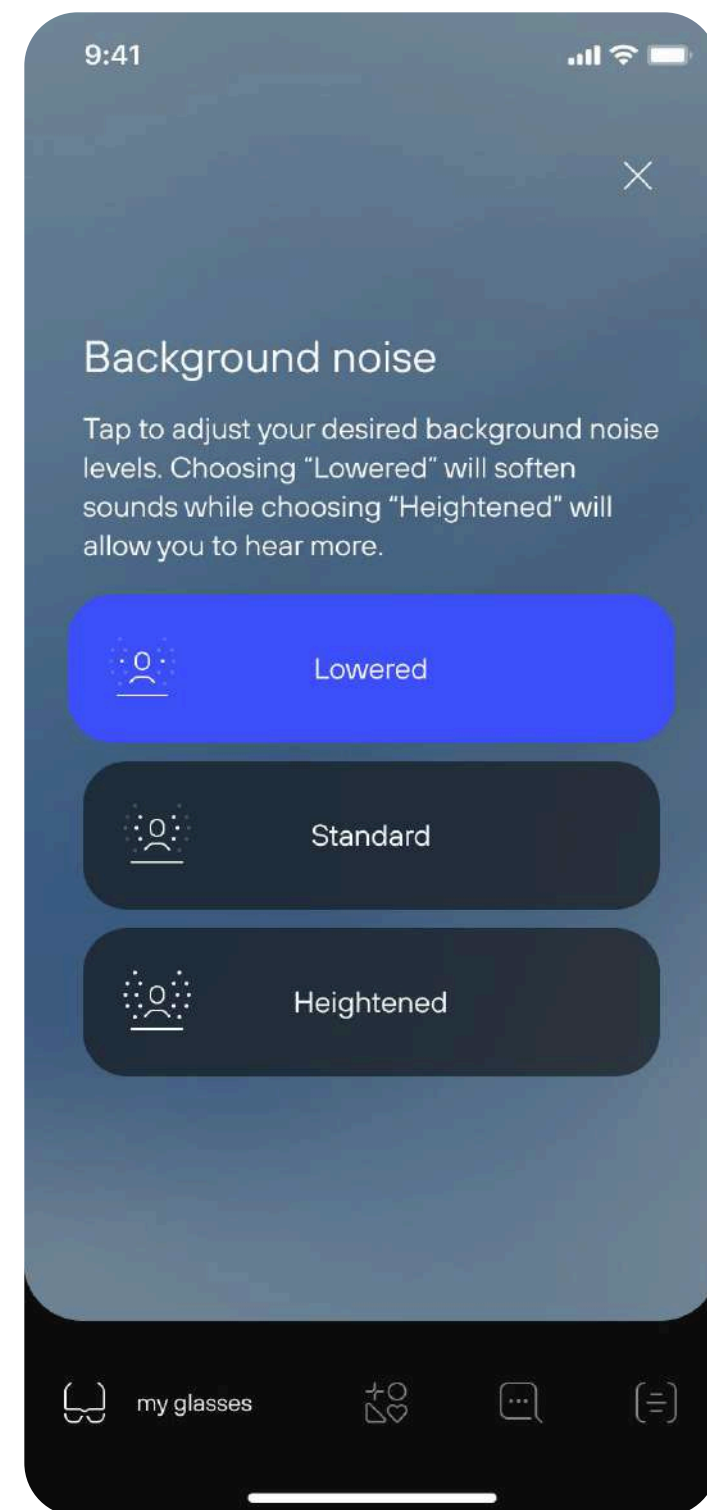 9:41
Background noise
Tap to adjust your desired background noise
levels. Choosing “Lowered” will soften
sounds while choosing “Heightened” will
allow you to hear more.
Lowered
Standard
Heightened
my glasses